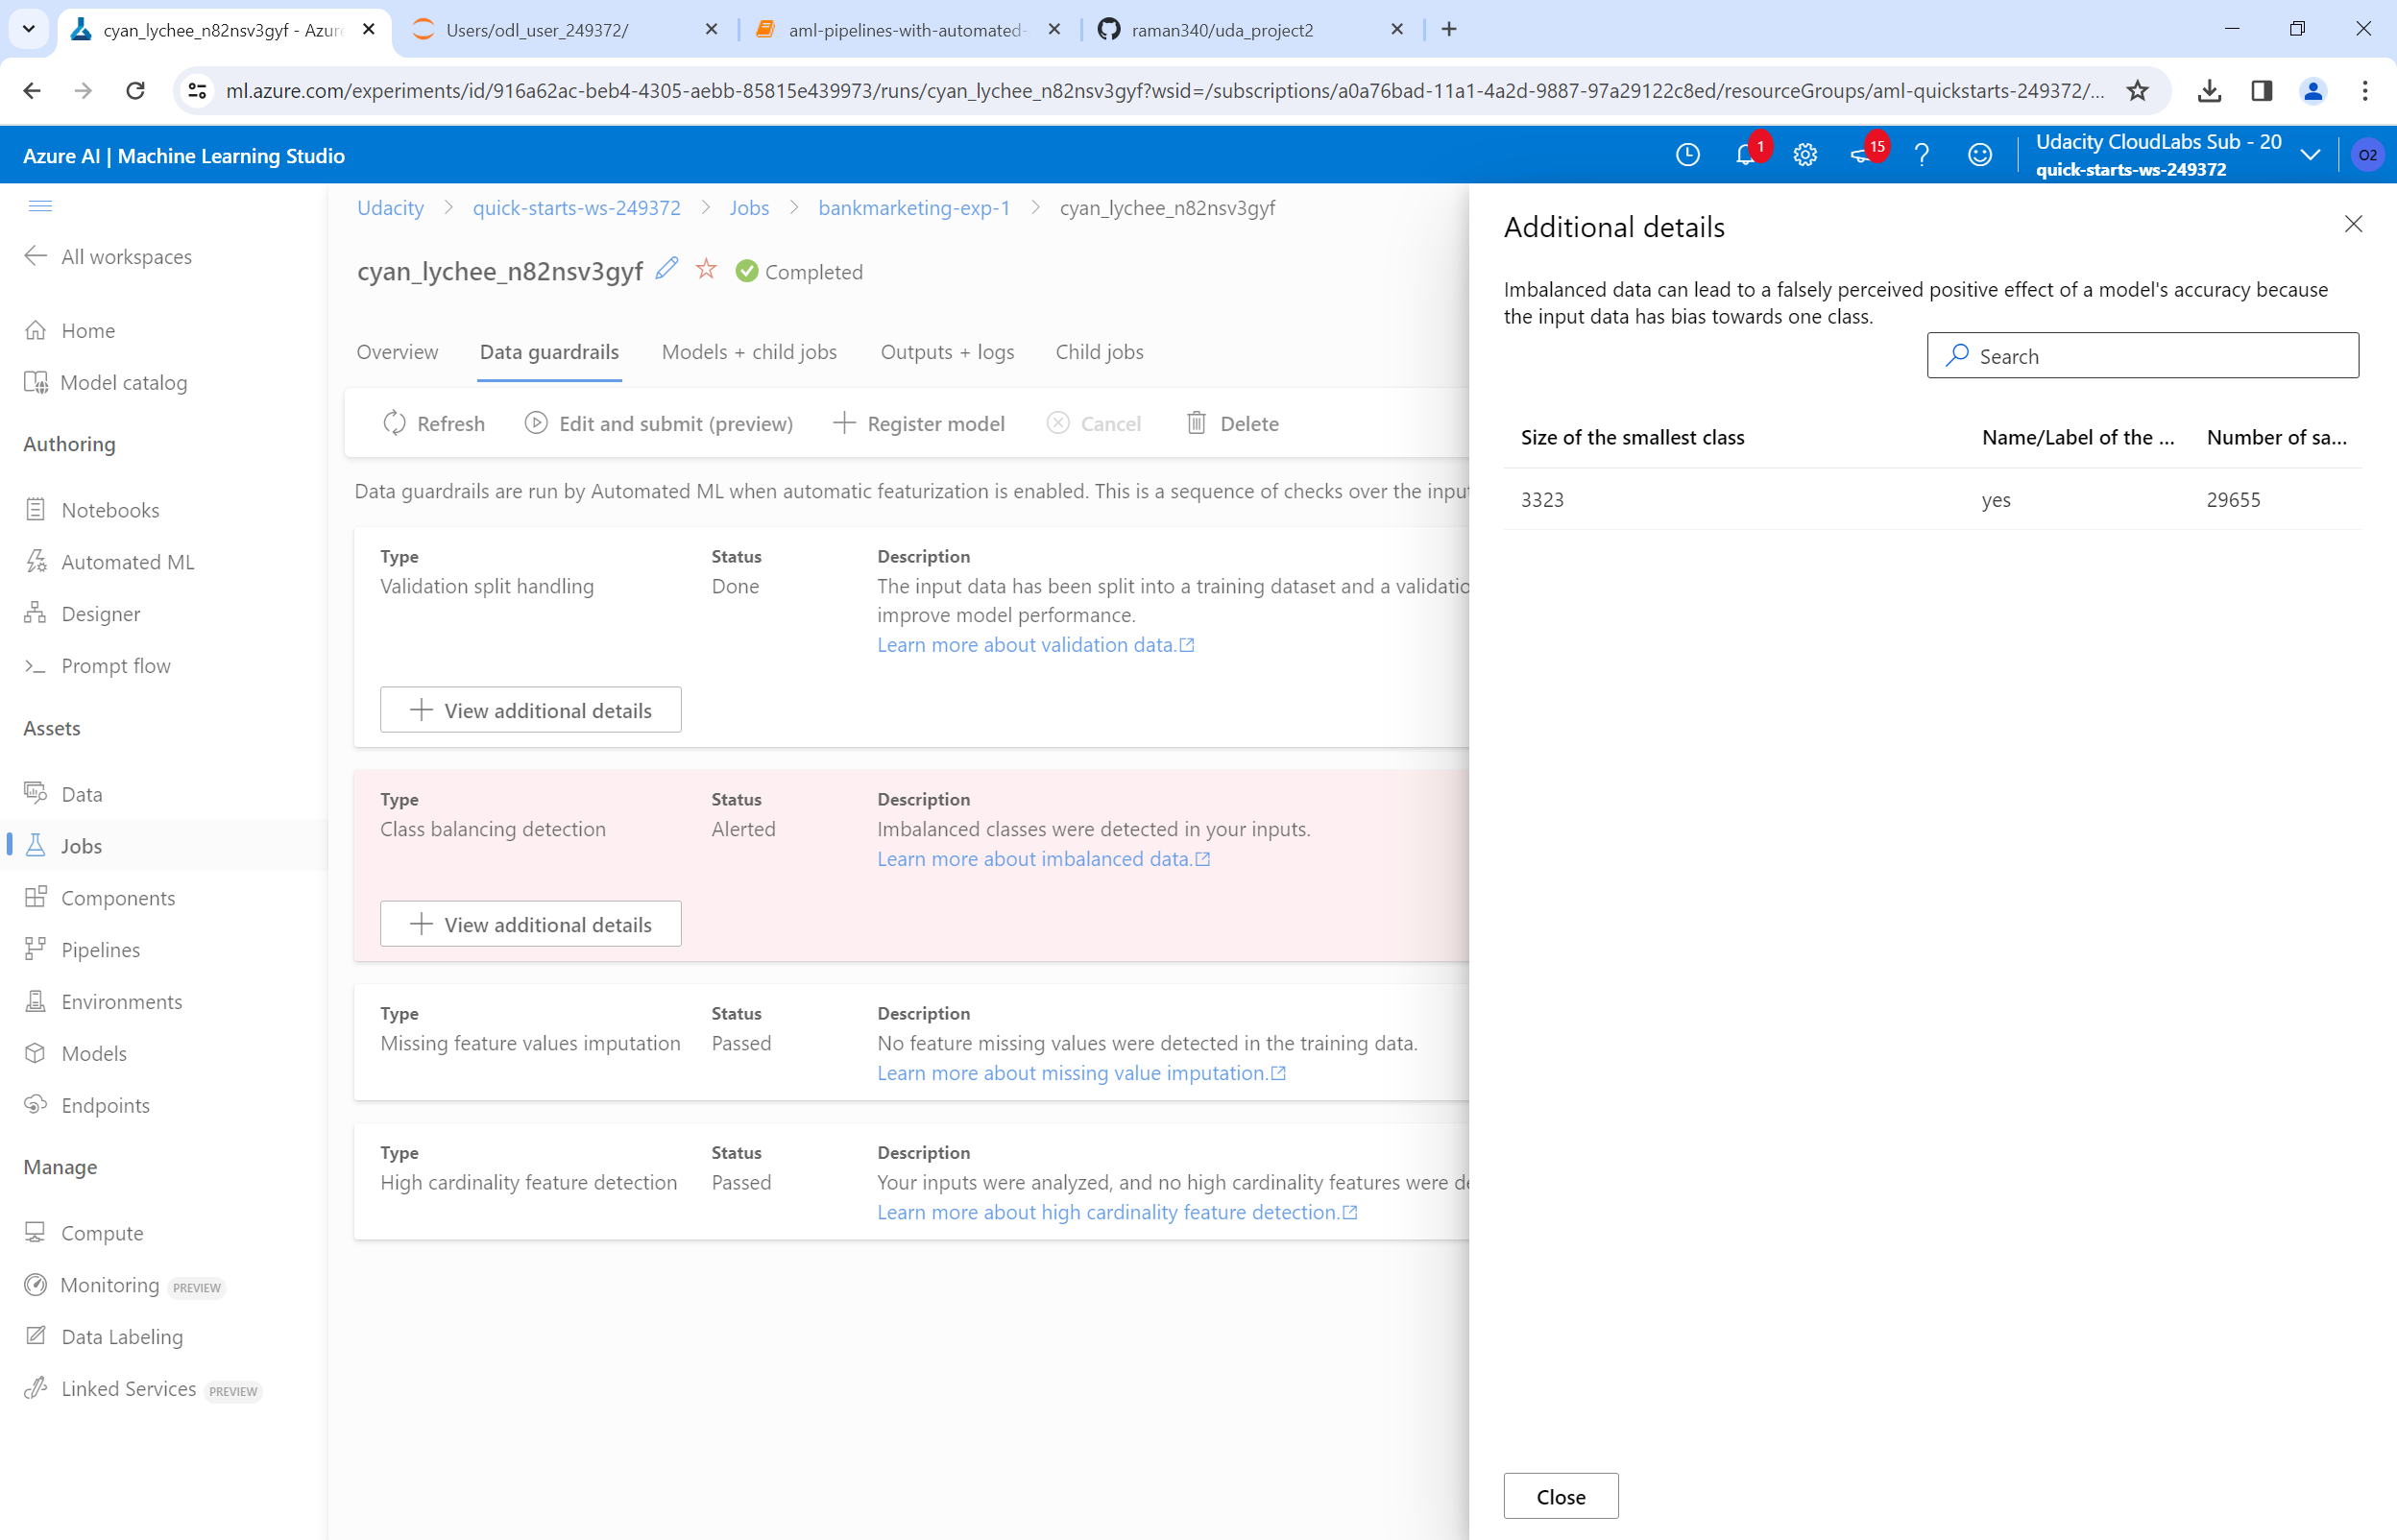 cyan_lychee_n82nsv3gyf - Azure
Users/odl_user_249372/
aml-pipelines-with-automated-
raman340/uda_project2
ml.azure.com/experiments/id/916a62ac-beb4-4305-aebb-85815e439973/runs/cyan_lychee_n82nsv3gyf?wsid=/subscriptions/a0a76bad-11a1-4a2d-9887-97a29122c8ed/resourceGroups/aml-quickstarts-249372/...
Azure AI | Machine Learning Studio
1
15
Udacity CloudLabs Sub - 20
quick-starts-ws-249372
O2
All workspaces
Home
Model catalog
Authoring
Notebooks
Automated ML
Designer
Prompt flow
Assets
Data
Jobs
Components
Pipelines
Environments
Models
Endpoints
Manage
Compute
Monitoring PREVIEW
Data Labeling
Linked Services PREVIEW
Udacity > quick-starts-ws-249372 > Jobs > bankmarketing-exp-1 > cyan_lychee_n82nsv3gyf
cyan_lychee_n82nsv3gyf Completed
Overview Data guardrails Models + child jobs Outputs + logs Child jobs
Refresh Edit and submit (preview) Register model Cancel Delete
Data guardrails are run by Automated ML when automatic featurization is enabled. This is a sequence of checks over the input
Type Status Description
Validation split handling Done The input data has been split into a training dataset and a validatio
improve model performance.
Learn more about validation data.
View additional details
Type Status Description
Class balancing detection Alerted Imbalanced classes were detected in your inputs.
Learn more about imbalanced data.
View additional details
Type Status Description
Missing feature values imputation Passed No feature missing values were detected in the training data.
Learn more about missing value imputation.
Type Status Description
High cardinality feature detection Passed Your inputs were analyzed, and no high cardinality features were de
Learn more about high cardinality feature detection.
Additional details
Imbalanced data can lead to a falsely perceived positive effect of a model's accuracy because
the input data has bias towards one class.
Search
Size of the smallest class Name/Label of the ... Number of sa...
3323 yes 29655
Close